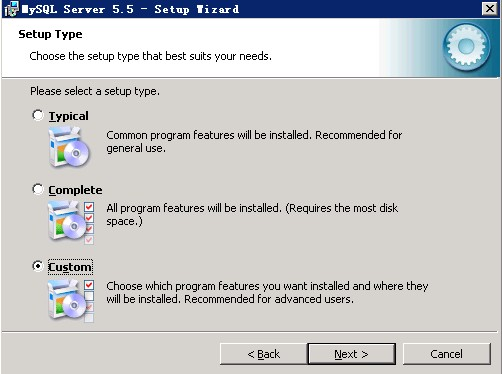 MySQL Server 5.5 - Setup Wizard
Setup Type
Choose the setup type that best suits your needs.
Please select a setup type.
Typical
Common program features will be installed. Recommended for
general use.
Complete
All program features will be installed. (Requires the most disk
space.)
Custom
Choose which program features you want installed and where they
will be installed. Recommended for advanced users.
< Back
Next >
Cancel